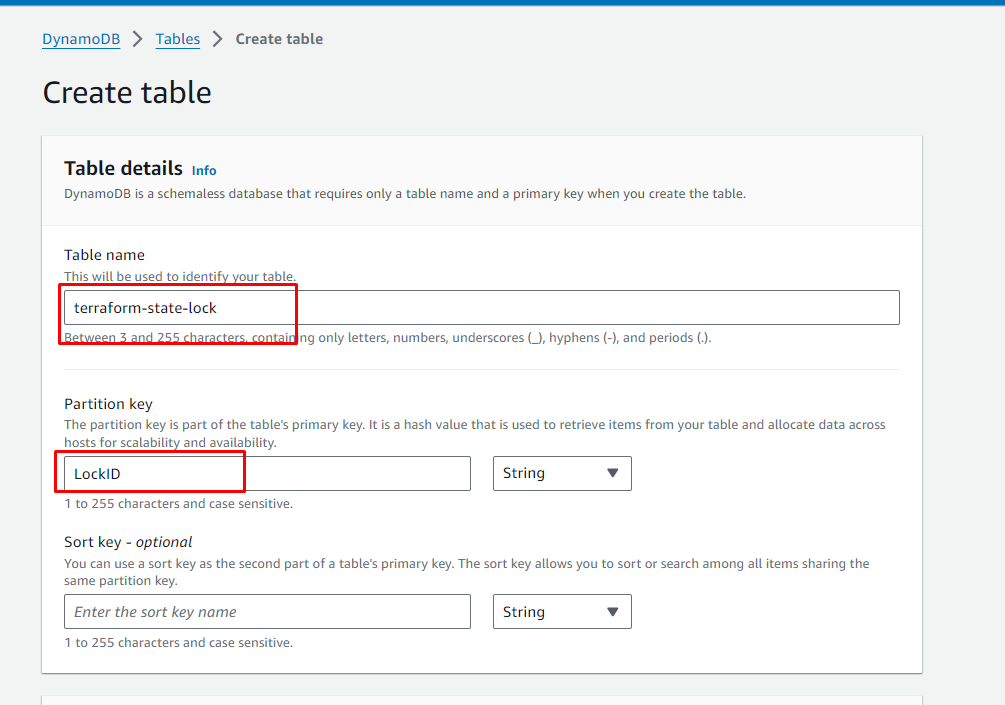 DynamoDB > Tables > Create table
Create table
Table details Info
DynamoDB is a schemaless database that requires only a table name and a primary key when you create the table.
Table name
This will be used to identify your table.
terraform-state-lock
Between 3 and 255 characters, containing only letters, numbers, underscores (_), hyphens (-), and periods (.).
Partition key
The partition key is part of the table's primary key. It is a hash value that is used to retrieve items from your table and allocate data across
hosts for scalability and availability.
LockID String
1 to 255 characters and case sensitive.
Sort key - optional
You can use a sort key as the second part of a table's primary key. The sort key allows you to sort or search among all items sharing the
same partition key.
Enter the sort key name String
1 to 255 characters and case sensitive.